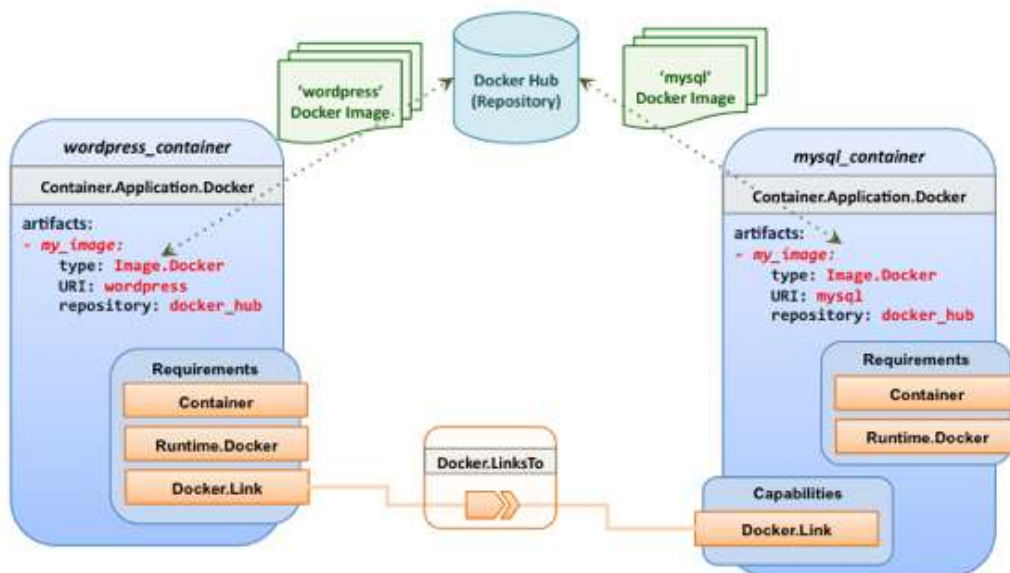 'wordpress'
Docker Image
Docker Hub
(Repository)
'mysql'
Docker Image
wordpress_container
Container.Application.Docker
artifacts:
- my_image:
type: Image.Docker
URI: wordpress
repository: docker_hub
Requirements
Container
Runtime.Docker
Docker.Link
Docker.LinksTo
mysql_container
Container.Application.Docker
artifacts:
- my_image:
type: Image.Docker
URI: mysql
repository: docker_hub
Requirements
Container
Runtime.Docker
Capabilities
Docker.Link